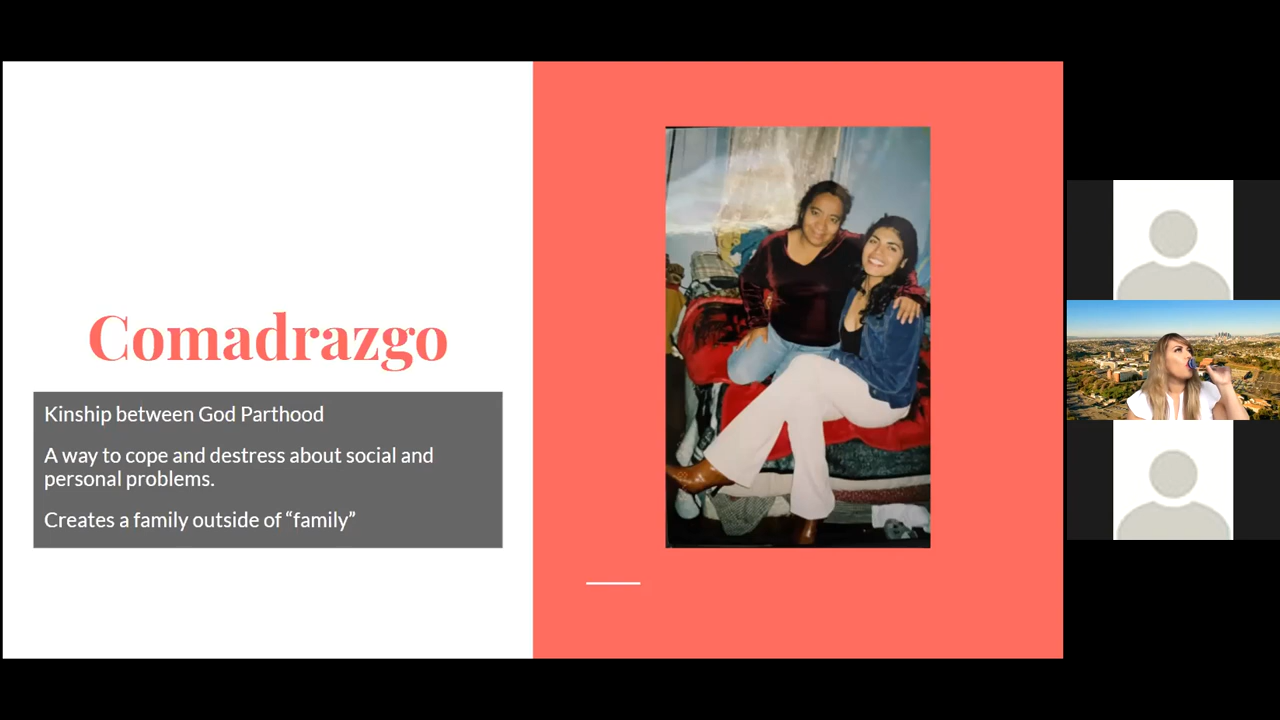 Comadrazgo
Kinship between God Parthood
A way to cope and destress about social and
personal problems.
Creates a family outside of “family”